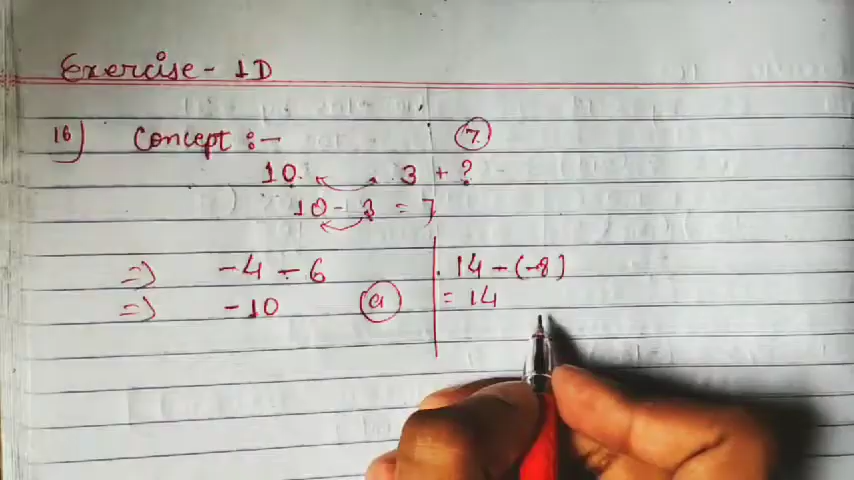 Exercise - 1D
16) Concept :- 7.
10. 3 + ?
10 - 3 = 7
=) -4 - 6
=) -10 (a)
. 14 - (-8)
= 14